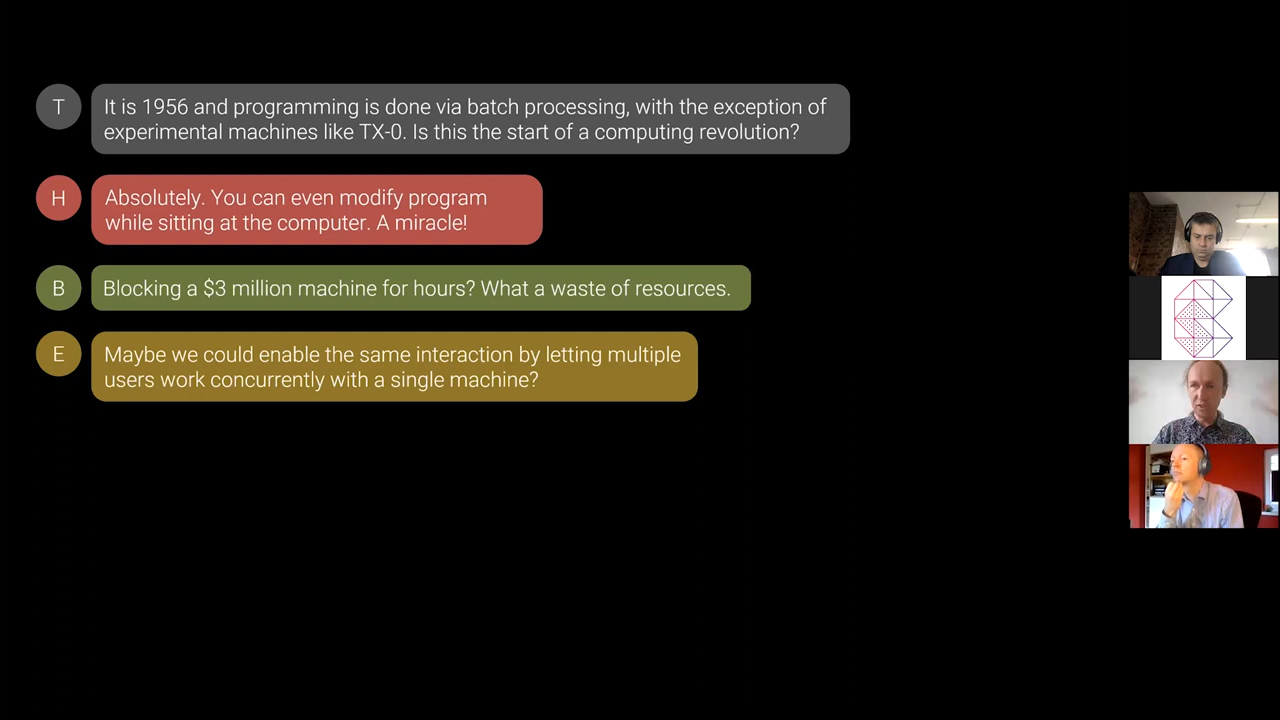 T
It is 1956 and programming is done via batch processing, with the exception of
experimental machines like TX-0. Is this the start of a computing revolution?
H
Absolutely. You can even modify program
while sitting at the computer. A miracle!
B
Blocking a $3 million machine for hours? What a waste of resources.
E
Maybe we could enable the same interaction by letting multiple
users work concurrently with a single machine?